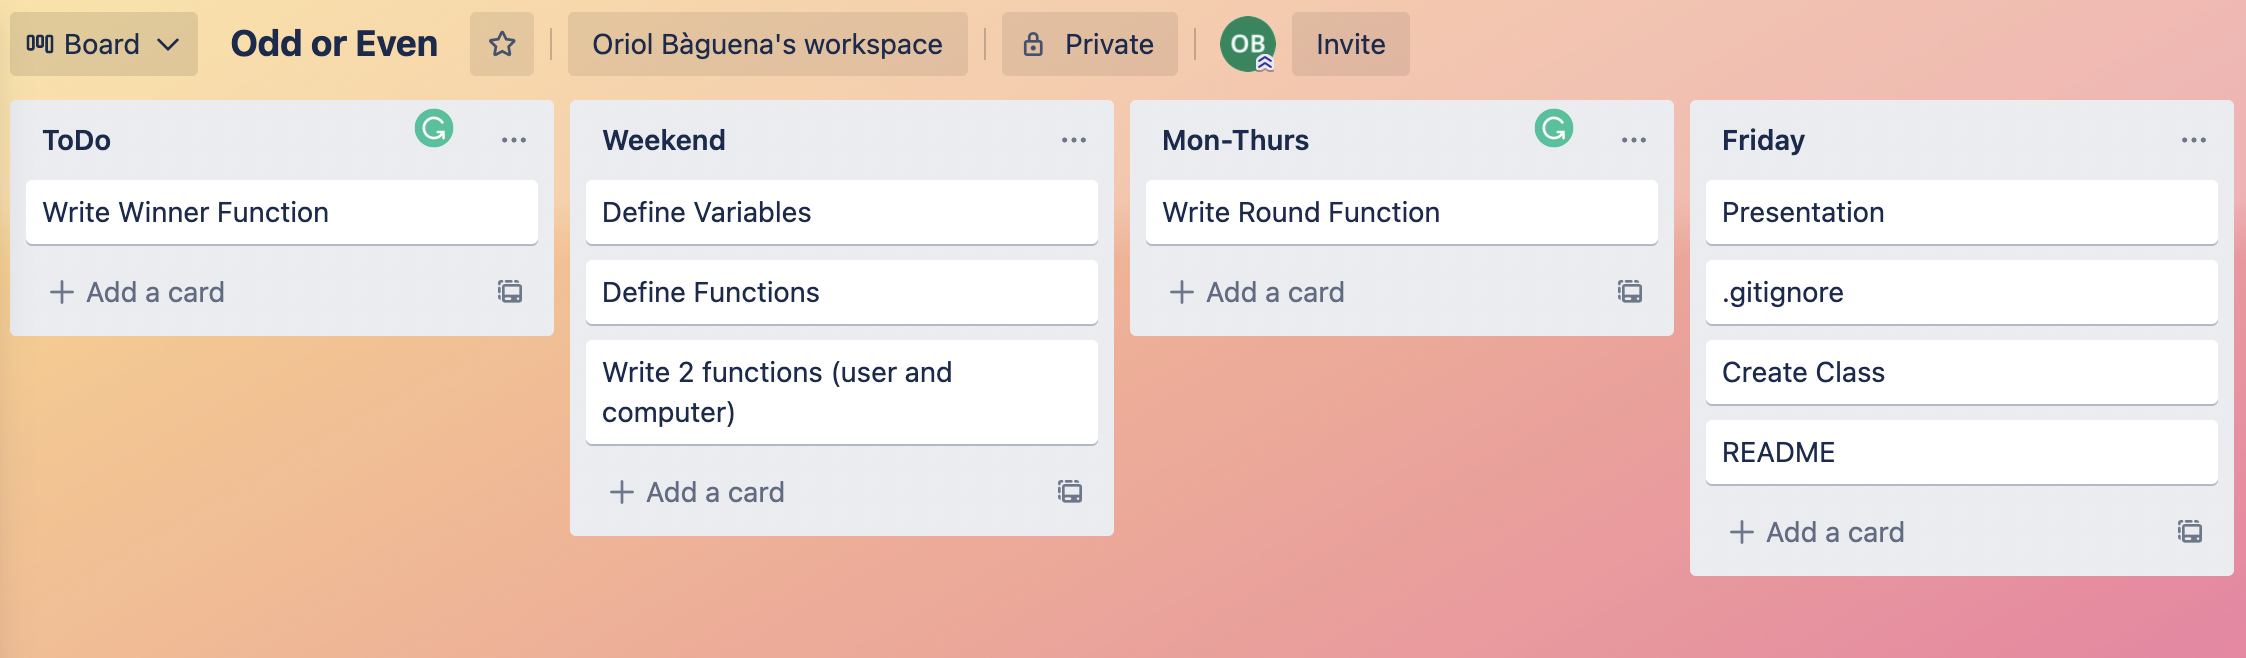 Board
Odd or Even
Oriol Bàguena's workspace
Private
OB
Invite
ToDo
Write Winner Function
+ Add a card
Weekend
Define Variables
Define Functions
Write 2 functions (user and
computer)
+ Add a card
Mon-Thurs
Write Round Function
+ Add a card
Friday
Presentation
.gitignore
Create Class
README
+ Add a card